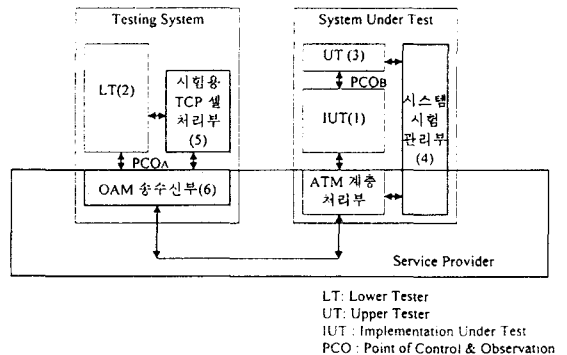 Testing System
System Under Test
LT(2)
시험용
TCP 셀
처리부
(5)
UT (3)
PCOB
IUT(1)
시스템
시험
관리부
(4)
PCOA
OAM 송수신부(6)
ATM 계층
처리부
Service Provider
LT: Lower Tester
UT: Upper Tester
IUT : Implementation Under Test
PCO : Point of Control & Observation